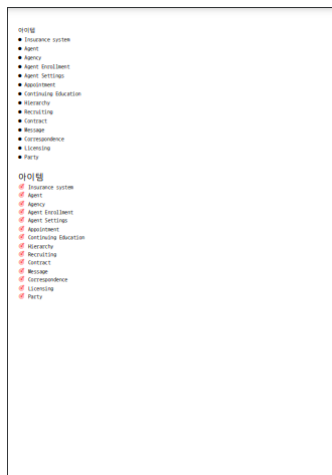 아이템
● Insurance system
● Agent
● Agency
● Agent Enrollment
● Agent Settings
● Appointment
● Continuing Education
● Hierarchy
● Recruiting
● Contract
● Message
● Correspondence
● Licensing
● Party
아이템
Insurance system
Agent
Agency
Agent Enrollment
Agent Settings
Appointment
Continuing Education
Hierarchy
Recruiting
Contract
Message
Correspondence
Licensing
Party